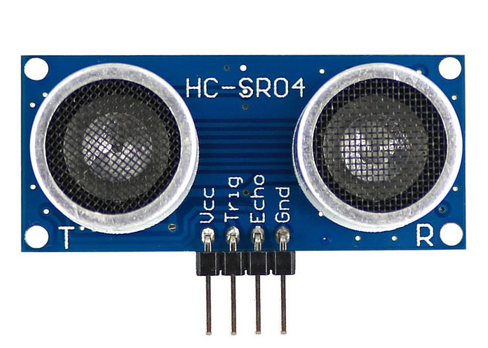 HC-SR04
Vcc
Trig
Echo
Gnd
T
R